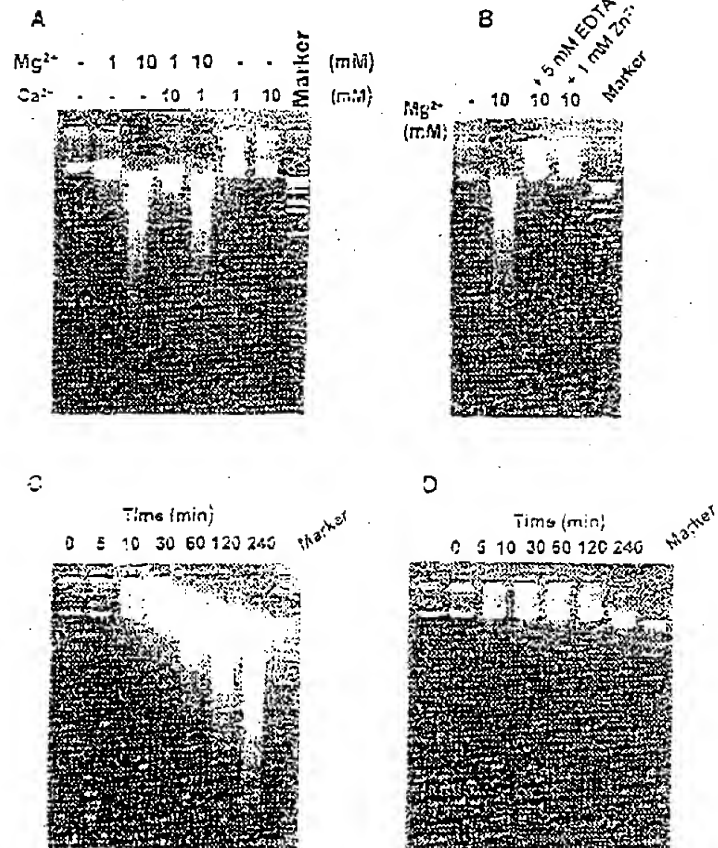 A
Mg²⁺ - 1 10 1 10 - - (mM)
Ca²⁺ - - - 10 1 1 10 (mM)
Marker
B
+ 5 mM EDTA
+ 1 mM Zn²⁺
Mg²⁺ - 10 10 10 Marker
(mM)
C
Time (min)
0 5 10 30 60 120 240 Marker
D
Time (min)
0 5 10 30 60 120 240 Marker